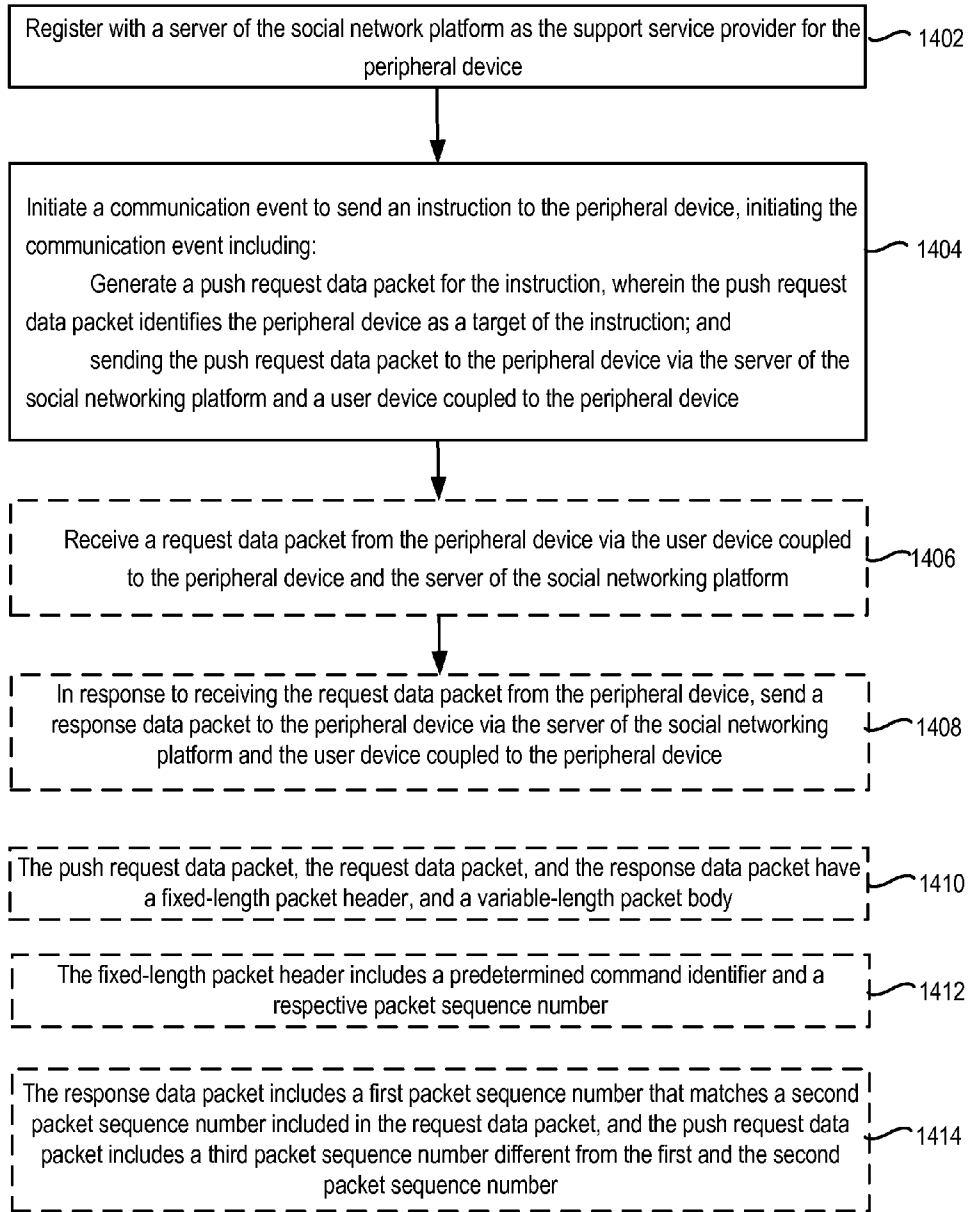 Register with a server of the social network platform as the support service provider for the
peripheral device
1402
Initiate a communication event to send an instruction to the peripheral device, initiating the
communication event including:
Generate a push request data packet for the instruction, wherein the push request
data packet identifies the peripheral device as a target of the instruction; and
sending the push request data packet to the peripheral device via the server of the
social networking platform and a user device coupled to the peripheral device
1404
Receive a request data packet from the peripheral device via the user device coupled
to the peripheral device and the server of the social networking platform
1406
In response to receiving the request data packet from the peripheral device, send a
response data packet to the peripheral device via the server of the social networking
platform and the user device coupled to the peripheral device
1408
The push request data packet, the request data packet, and the response data packet have
a fixed-length packet header, and a variable-length packet body
1410
The fixed-length packet header includes a predetermined command identifier and a
respective packet sequence number
1412
The response data packet includes a first packet sequence number that matches a second
packet sequence number included in the request data packet, and the push request data
packet includes a third packet sequence number different from the first and the second
packet sequence number
1414